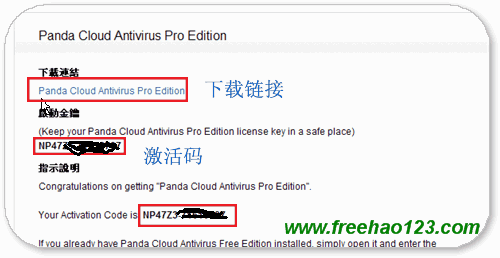 Panda Cloud Antivirus Pro Edition
下載連結
Panda Cloud Antivirus Pro Edition 下载链接
啟動金鑰
(Keep your Panda Cloud Antivirus Pro Edition license key in a safe place)
NP47Z
激活码
指示說明
Congratulations on getting "Panda Cloud Antivirus Pro Edition".
Your Activation Code is NP47Z3
www.freehao123.com
If you already have Panda Cloud Antivirus Free Edition installed, simply open it and enter the